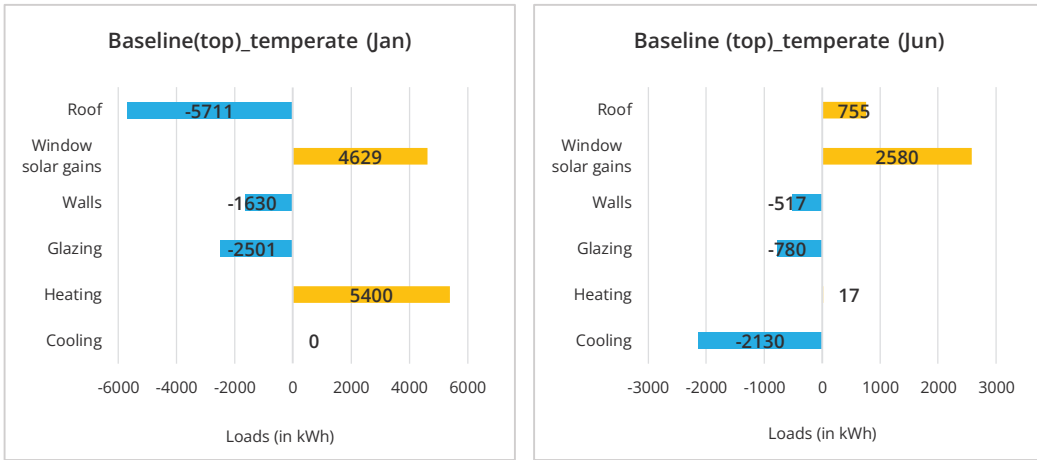 Baseline(top)_temperate (Jan)
Roof
-5711
Window
solar gains
4629
Walls
-1630
Glazing
-2501
Heating
5400
Cooling
0
-6000 -4000 -2000 0 2000 4000 6000
Loads (in kWh)
Baseline (top)_temperate (Jun)
Roof
755
Window
solar gains
2580
Walls
-517
Glazing
-780
Heating
17
Cooling
-2130
-3000 -2000 -1000 0 1000 2000 3000
Loads (in kWh)